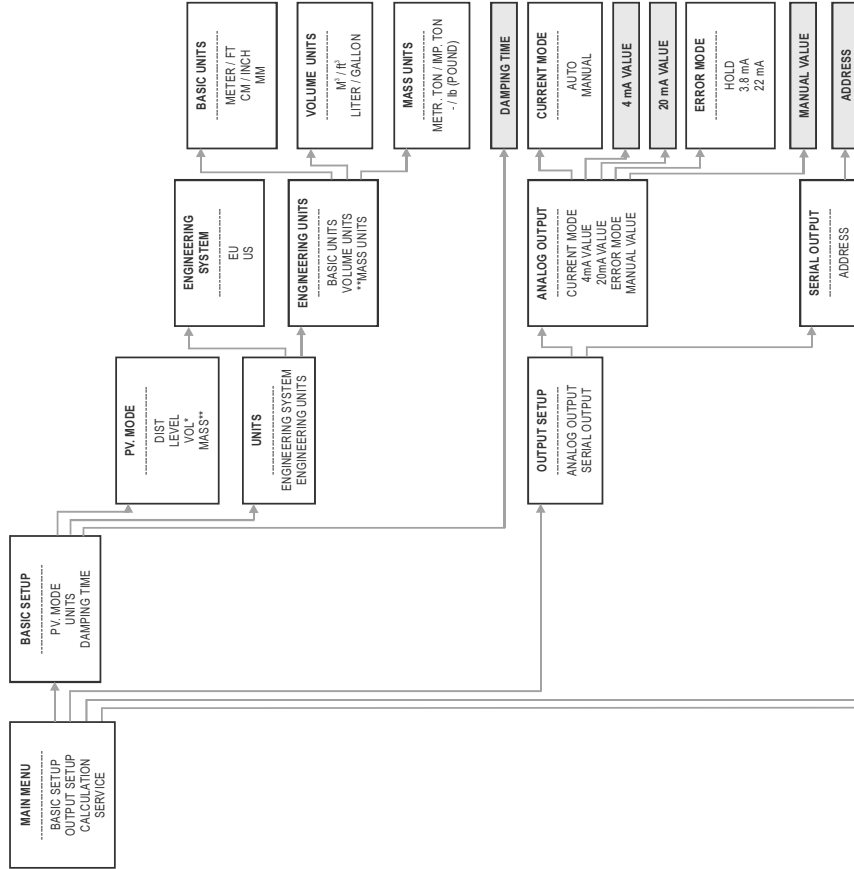 MAIN MENU
BASIC SETUP
OUTPUT SETUP
CALCULATION
SERVICE
BASIC SETUP
PV. MODE
UNITS
DAMPING TIME
PV. MODE
DIST
LEVEL
VOL*
MASS**
UNITS
ENGINEERING SYSTEM
ENGINEERING UNITS
ENGINEERING
SYSTEM
EU
US
ENGINEERING UNITS
BASIC UNITS
VOLUME UNITS
**MASS UNITS
BASIC UNITS
METER / FT
CM / INCH
MM
VOLUME UNITS
M³ / ft³
LITER / GALLON
MASS UNITS
METR. TON / IMP. TON
- / lb (POUND)
DAMPING TIME
OUTPUT SETUP
ANALOG OUTPUT
SERIAL OUTPUT
ANALOG OUTPUT
CURRENT MODE
4mA VALUE
20mA VALUE
ERROR MODE
MANUAL VALUE
CURRENT MODE
AUTO
MANUAL
4 mA VALUE
20 mA VALUE
ERROR MODE
HOLD
3.8 mA
22 mA
MANUAL VALUE
SERIAL OUTPUT
ADDRESS
ADDRESS